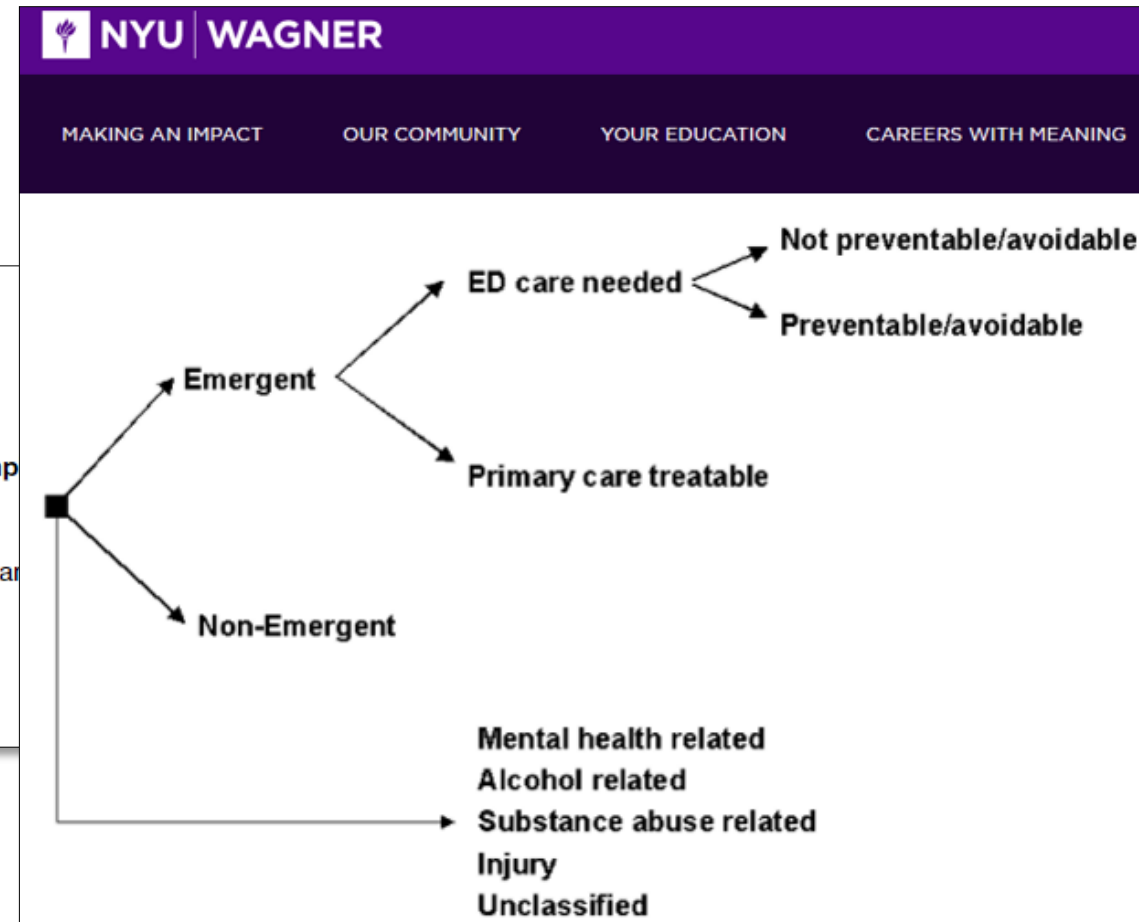 NYU WAGNER
MAKING AN IMPACT OUR COMMUNITY YOUR EDUCATION CAREERS WITH MEANING
Not preventable/avoidable
ED care needed
Preventable/avoidable
Emergent
Primary care treatable
Non-Emergent
Mental health related
Alcohol related
Substance abuse related
Injury
Unclassified